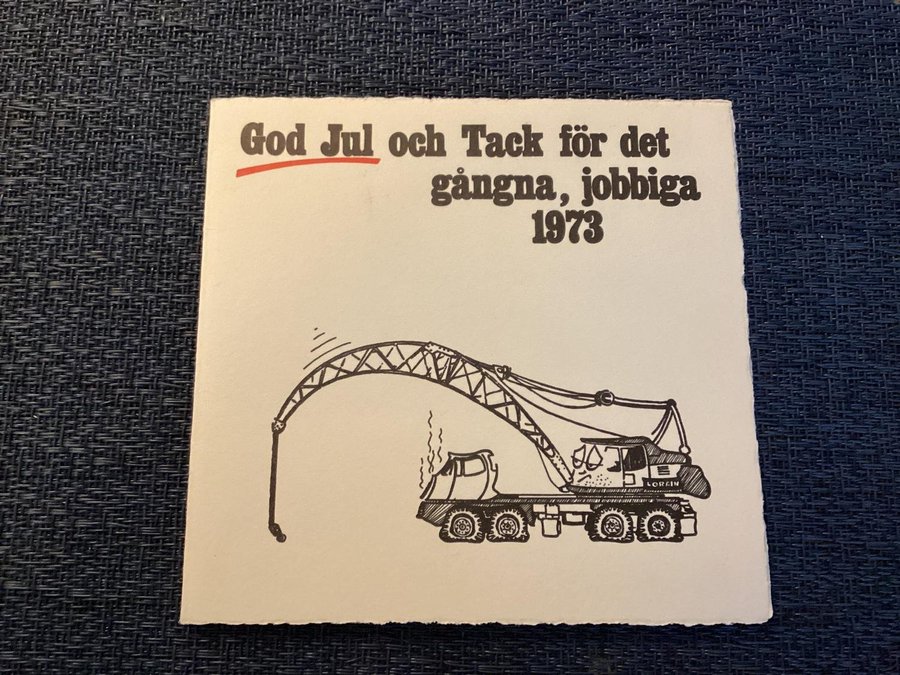 God Jul och Tack för det
gångna, jobbiga
1973
LORAIN